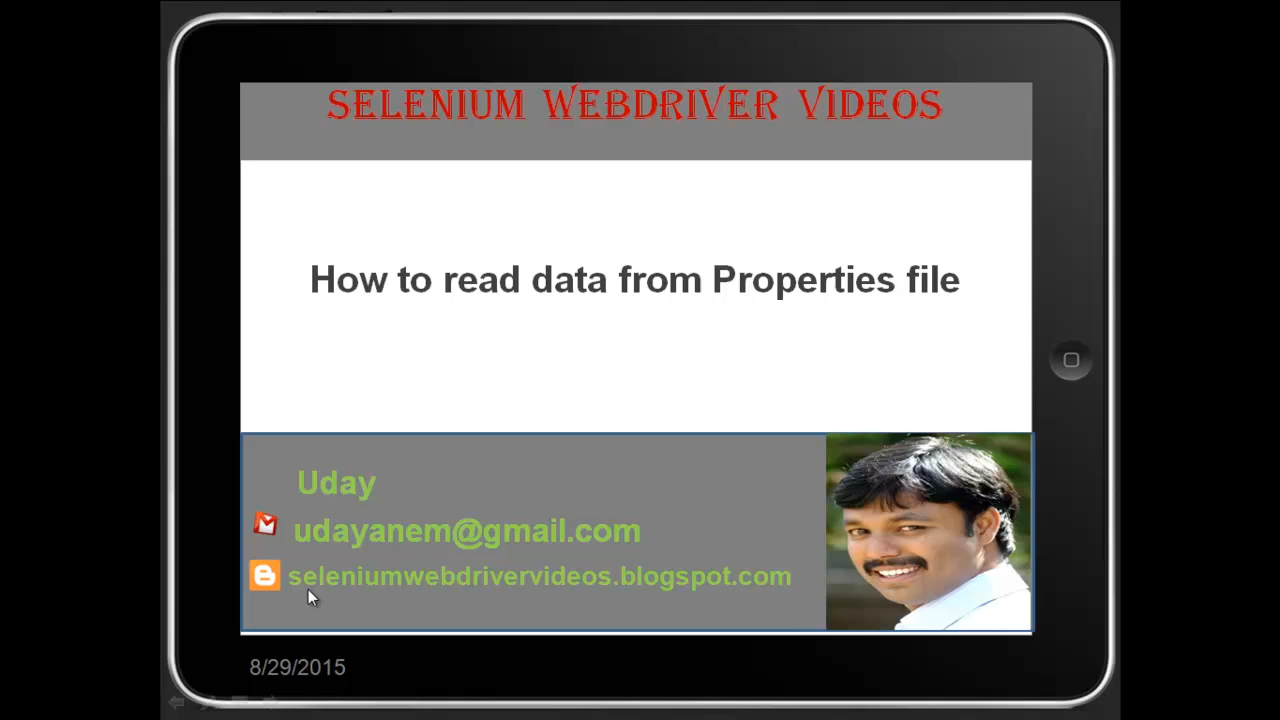 SELENIUM WEBDRIVER VIDEOS
How to read data from Properties file
Uday
udayanem@gmail.com
seleniumwebdrivervideos.blogspot.com
8/29/2015